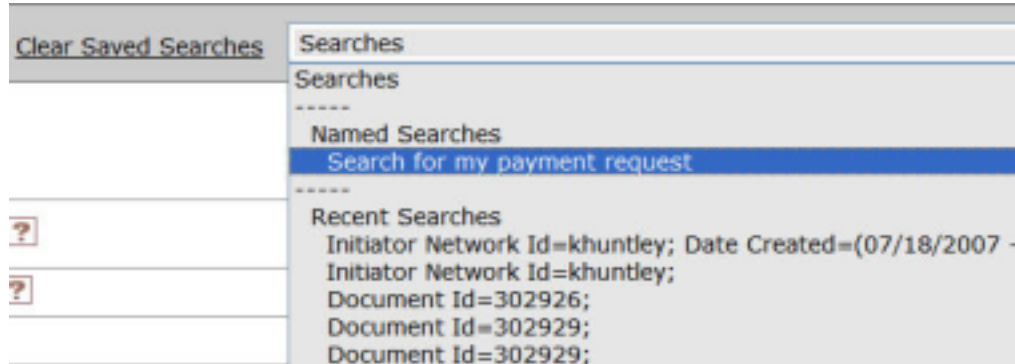 Clear Saved Searches
Searches
Searches
-----
Named Searches
Search for my payment request
-----
Recent Searches
?
Initiator Network Id=khuntley; Date Created=(07/18/2007 -
Initiator Network Id=khuntley;
?
Document Id=302926;
Document Id=302929;
Document Id=302929;